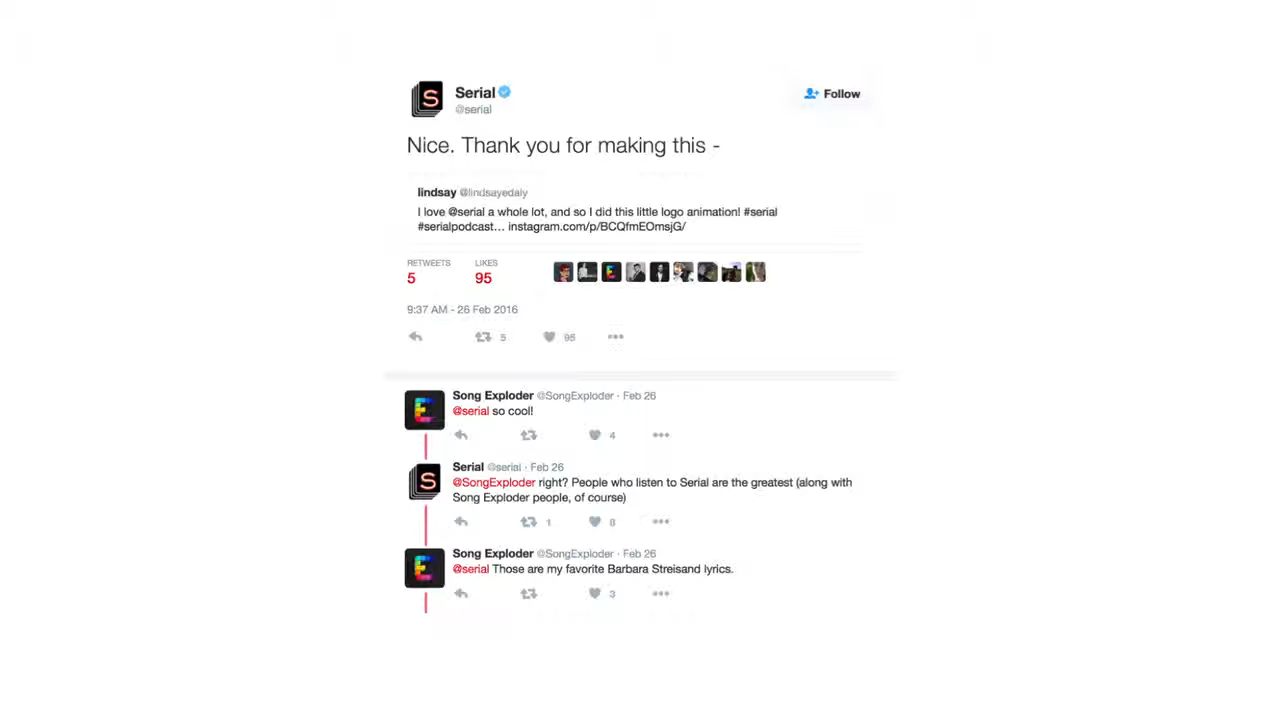 Serial
@serial
Follow
Nice. Thank you for making this -
lindsay @lindsayedaly
I love @serial a whole lot, and so I did this little logo animation! #serial
#serialpodcast... instagram.com/p/BCQfmEOmsjG/
RETWEETS LIKES
5 95
9:37 AM - 26 Feb 2016
5 95
Song Exploder @SongExploder · Feb 26
@serial so cool!
4
Serial @serial · Feb 26
@SongExploder right? People who listen to Serial are the greatest (along with
Song Exploder people, of course)
1 8
Song Exploder @SongExploder · Feb 26
@serial Those are my favorite Barbara Streisand lyrics.
3